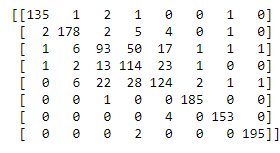 [[135 1 2 1 0 0 1 0]
[ 2 178 2 5 4 0 1 0]
[ 1 6 93 50 17 1 1 1]
[ 1 2 13 114 23 1 0 0]
[ 0 6 22 28 124 2 1 1]
[ 0 0 1 0 0 185 0 0]
[ 0 0 0 0 4 0 153 0]
[ 0 0 0 2 0 0 0 195]]